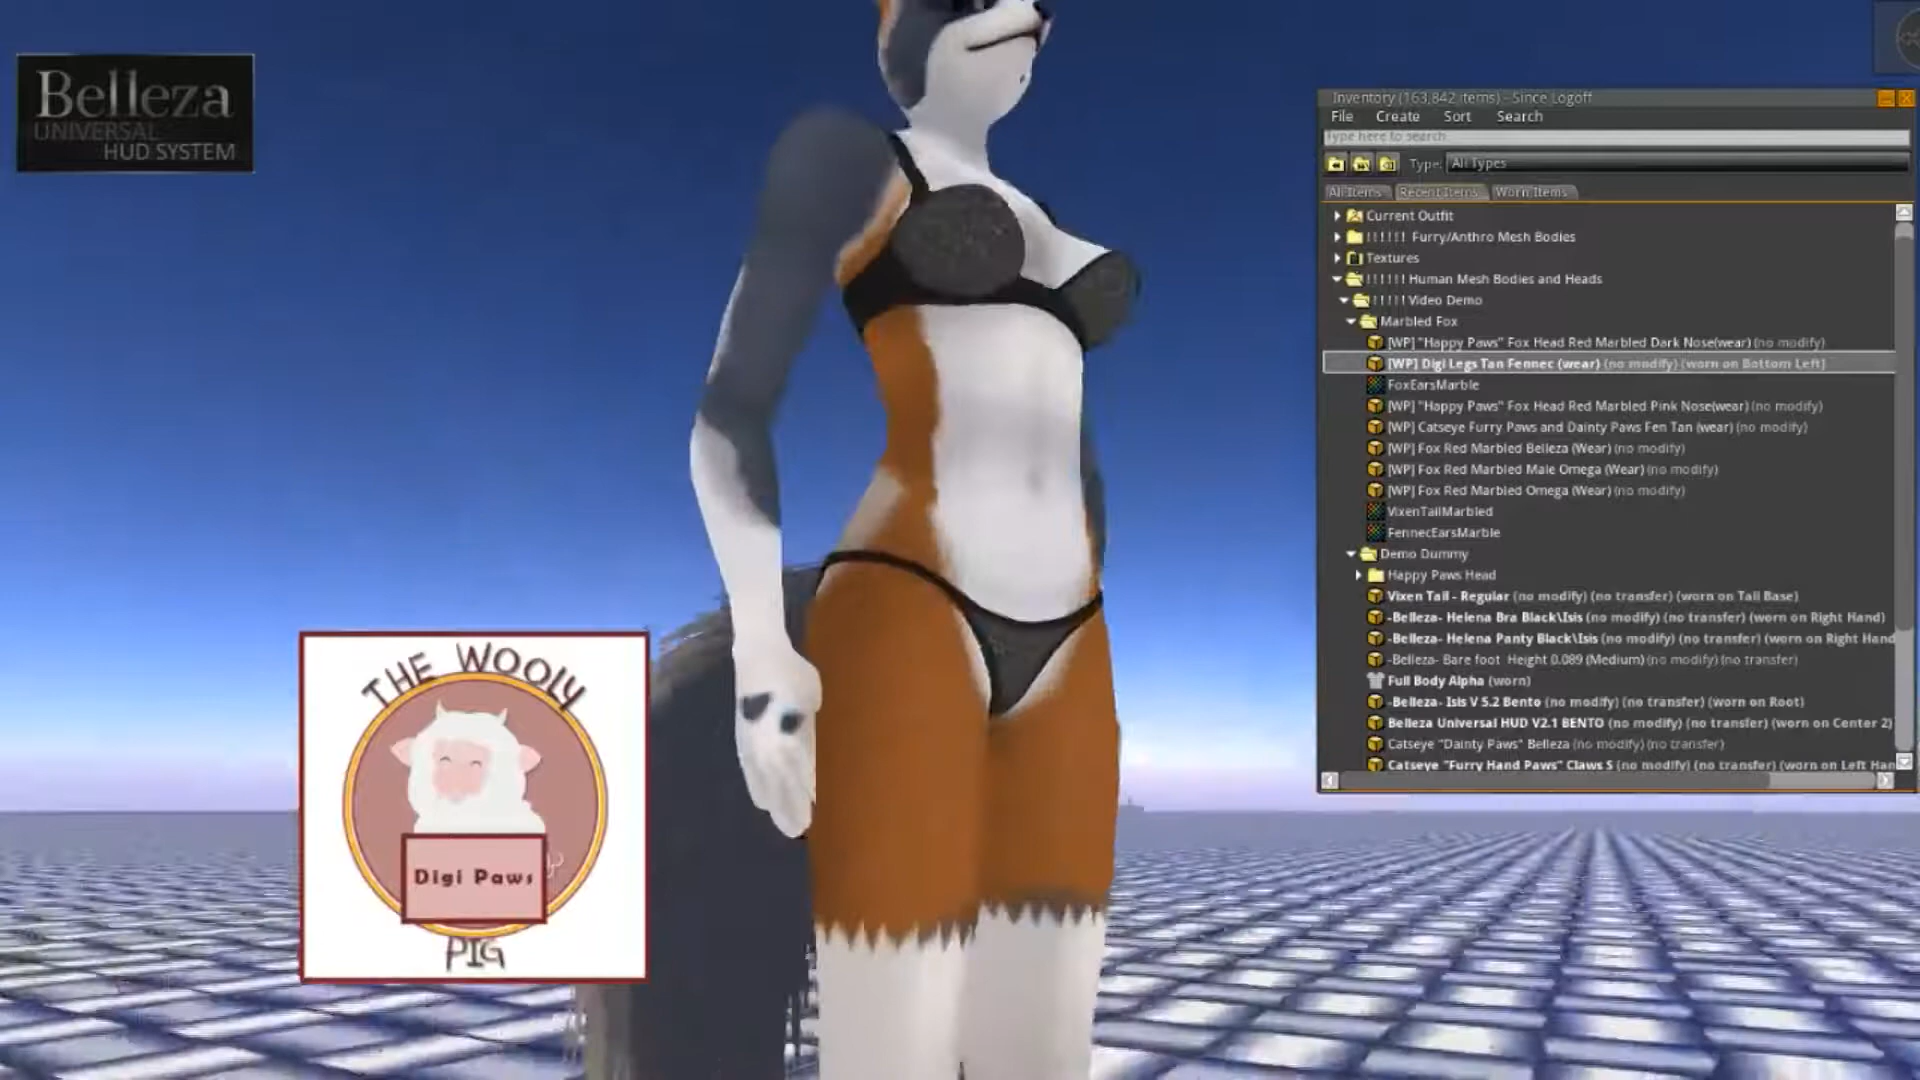 Belleza
UNIVERSAL
HUD SYSTEM
Inventory (163,842 items) - Since Logoff
File Create Sort Search
Type here to search
Type: All Types
All Items Recent Items Worn Items
Current Outfit
!!!!!! Furry/Anthro Mesh Bodies
Textures
!!!!!! Human Mesh Bodies and Heads
!!!!! Video Demo
Marbled Fox
[WP] "Happy Paws" Fox Head Red Marbled Dark Nose(wear) (no modify)
[WP] Digi Legs Tan Fennec (wear) (no modify) (worn on Bottom Left)
FoxEarsMarble
[WP] "Happy Paws" Fox Head Red Marbled Pink Nose(wear) (no modify)
[WP] Catseye Furry Paws and Dainty Paws Fen Tan (wear) (no modify)
[WP] Fox Red Marbled Belleza (Wear) (no modify)
[WP] Fox Red Marbled Male Omega (Wear) (no modify)
[WP] Fox Red Marbled Omega (Wear) (no modify)
VixenTailMarbled
FennecEarsMarble
Demo Dummy
Happy Paws Head
Vixen Tail - Regular (no modify) (no transfer) (worn on Tail Base)
-Belleza- Helena Bra Black\Isis (no modify) (no transfer) (worn on Right Hand)
-Belleza- Helena Panty Black\Isis (no modify) (no transfer) (worn on Right Hand
-Belleza- Bare foot Height 0.089 (Medium) (no modify) (no transfer)
Full Body Alpha (worn)
-Belleza- Isis V 5.2 Bento (no modify) (no transfer) (worn on Root)
Belleza Universal HUD V2.1 BENTO (no modify) (no transfer) (worn on Center 2)
Catseye "Dainty Paws" Belleza (no modify) (no transfer)
Catseye "Furry Hand Paws" Claws S (no modify) (no transfer) (worn on Left Han
THE WOOLY
Digi Paws
PIG